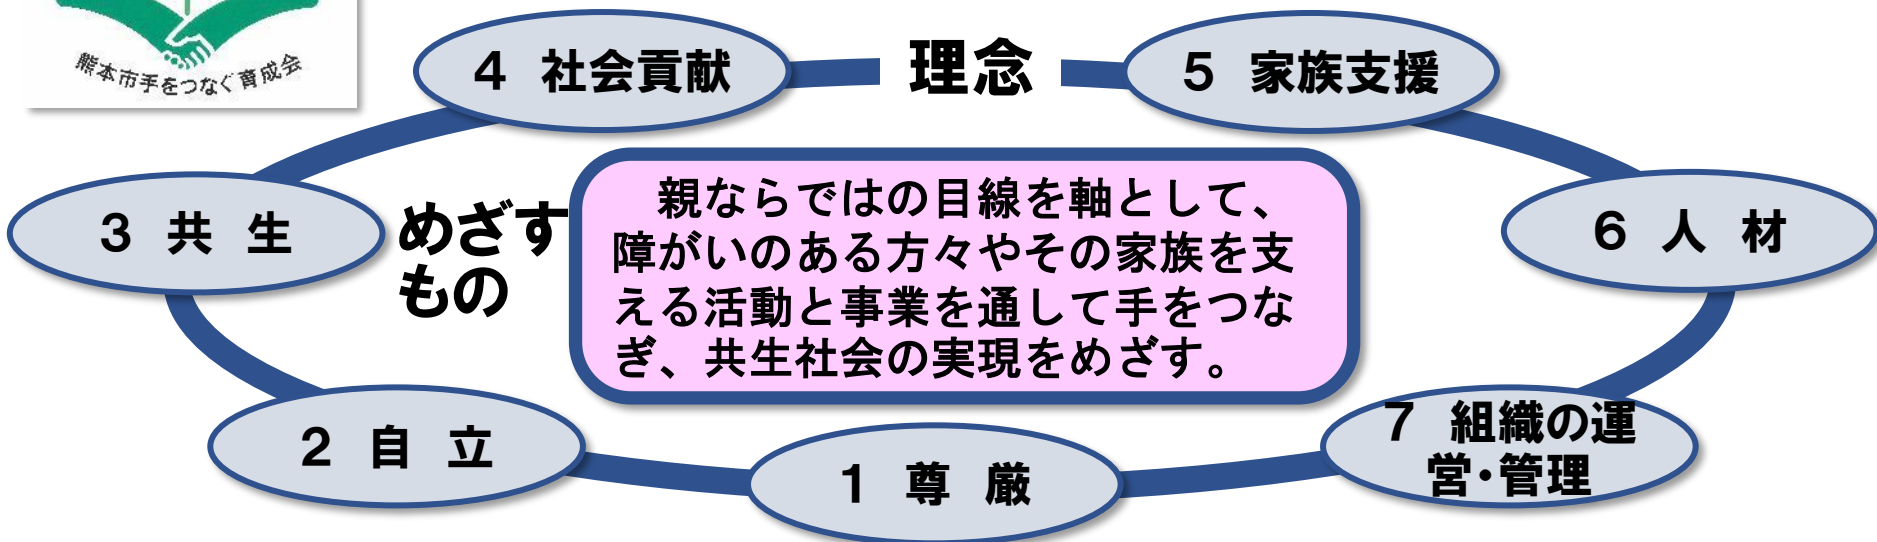 熊本市手をつなぐ育成会
4 社会貢献
理念
5 家族支援
3 共 生
めざす
もの
親ならではの目線を軸として、
障がいのある方々やその家族を支
える活動と事業を通して手をつな
ぎ、共生社会の実現をめざす。
6 人 材
2 自 立
1 尊 厳
7 組織の運
営・管理